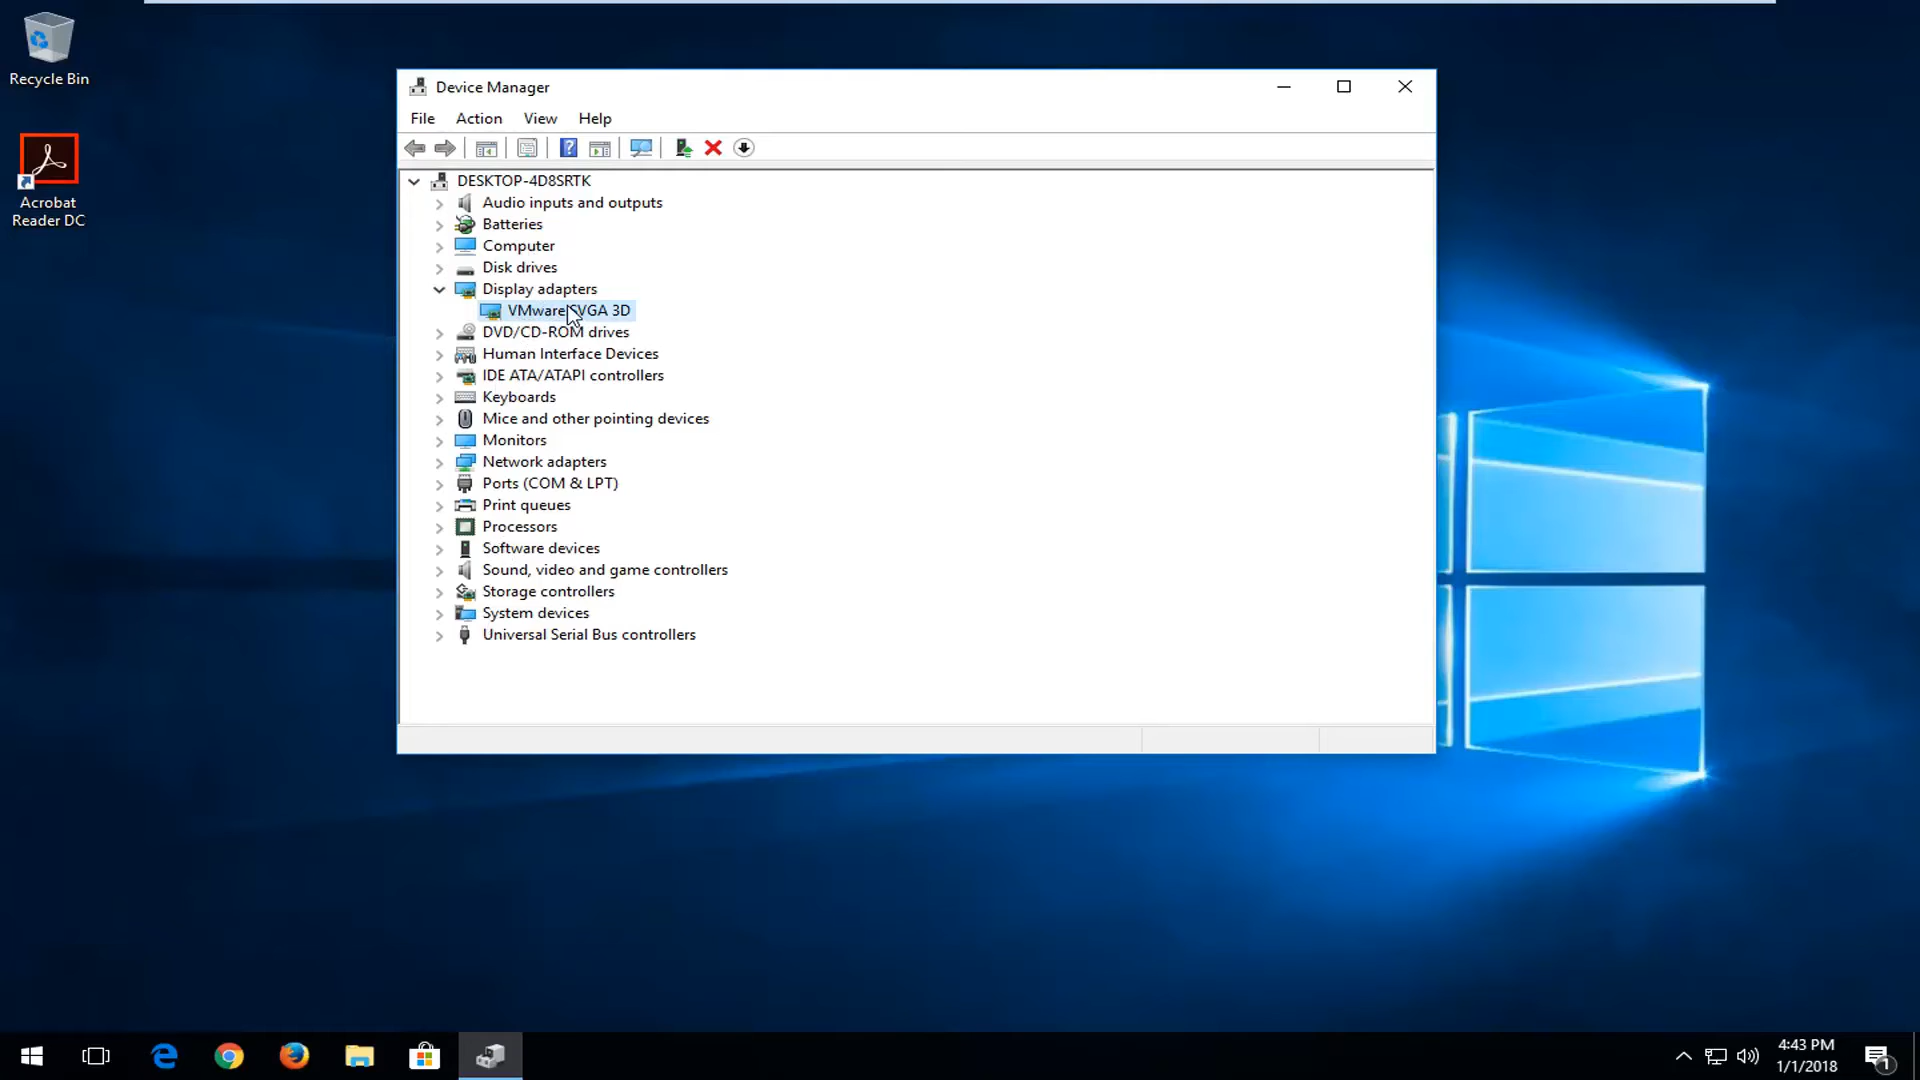 Recycle Bin
Acrobat
Reader DC
Device Manager
File Action View Help
DESKTOP-4D8SRTK
Audio inputs and outputs
Batteries
Computer
Disk drives
Display adapters
VMware SVGA 3D
DVD/CD-ROM drives
Human Interface Devices
IDE ATA/ATAPI controllers
Keyboards
Mice and other pointing devices
Monitors
Network adapters
Ports (COM & LPT)
Print queues
Processors
Software devices
Sound, video and game controllers
Storage controllers
System devices
Universal Serial Bus controllers
4:43 PM
1/1/2018
1